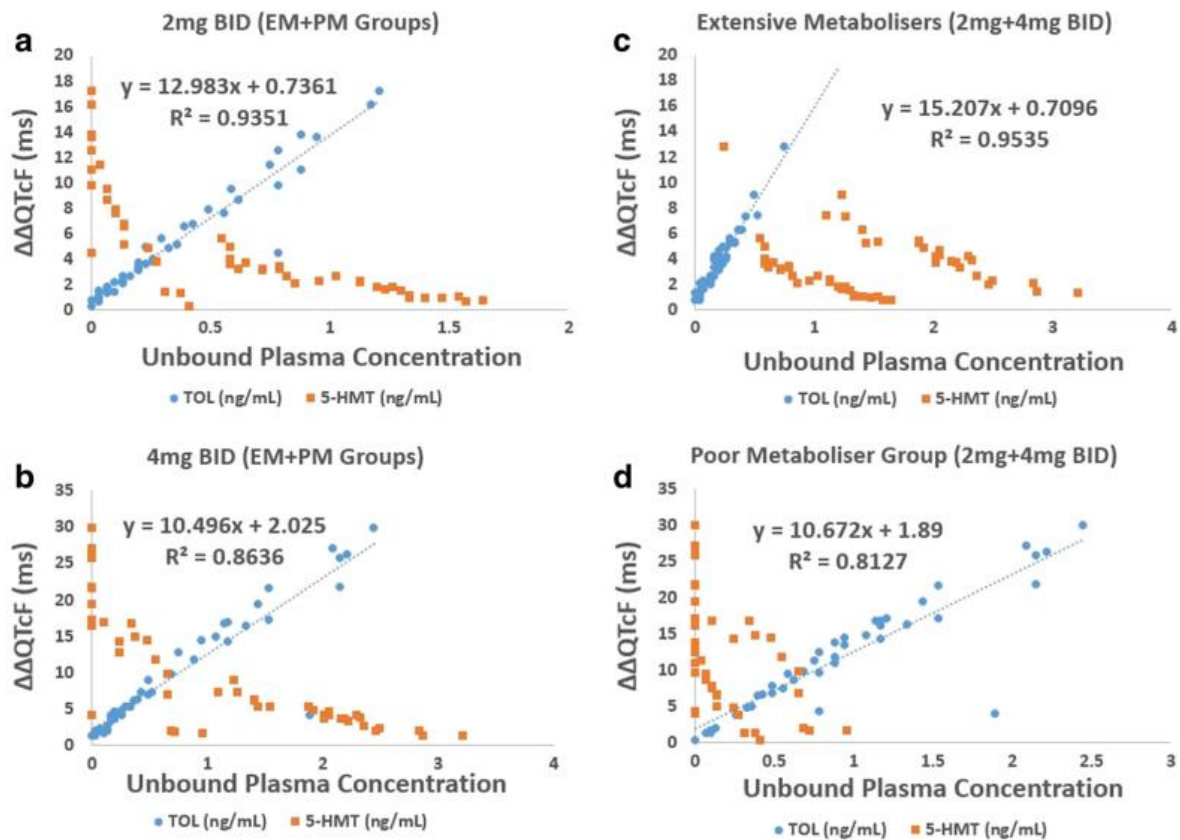 a
2mg BID (EM+PM Groups)
20
18
16
14
12
10
8
6
4
2
0
ΔΔQTcF (ms)
y = 12.983x + 0.7361
R² = 0.9351
0
0.5
1
1.5
2
Unbound Plasma Concentration
TOL (ng/mL) 5-HMT (ng/mL)
c
Extensive Metabolisers (2mg+4mg BID)
20
18
16
14
12
10
8
6
4
2
0
ΔΔQTcF (ms)
y = 15.207x + 0.7096
R² = 0.9535
0
1
2
3
4
Unbound Plasma Concentration
TOL (ng/mL) 5-HMT (ng/mL)
b
4mg BID (EM+PM Groups)
35
30
25
20
15
10
5
0
ΔΔQTcF (ms)
y = 10.496x + 2.025
R² = 0.8636
0
1
2
3
4
Unbound Plasma Concentration
TOL (ng/mL) 5-HMT (ng/mL)
d
Poor Metaboliser Group (2mg+4mg BID)
35
30
25
20
15
10
5
0
ΔΔQTcF (ms)
y = 10.672x + 1.89
R² = 0.8127
0
0.5
1
1.5
2
2.5
3
Unbound Plasma Concentration
TOL (ng/mL) 5-HMT (ng/mL)